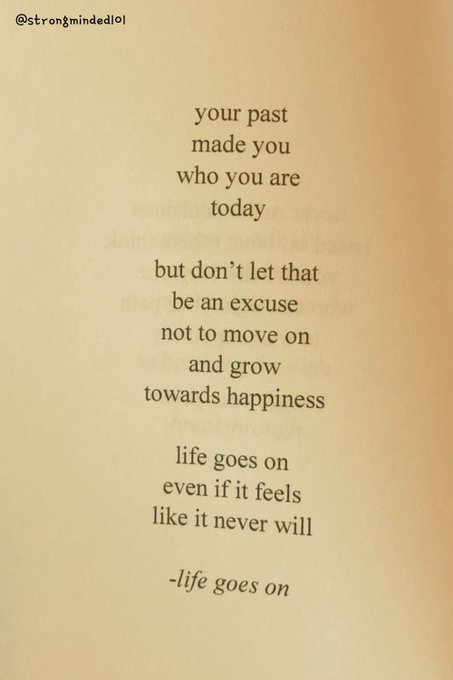 @strongminded101
your past
made you
who you are
today
but don't let that
be an excuse
not to move on
and grow
towards happiness
life goes on
even if it feels
like it never will
-life goes on